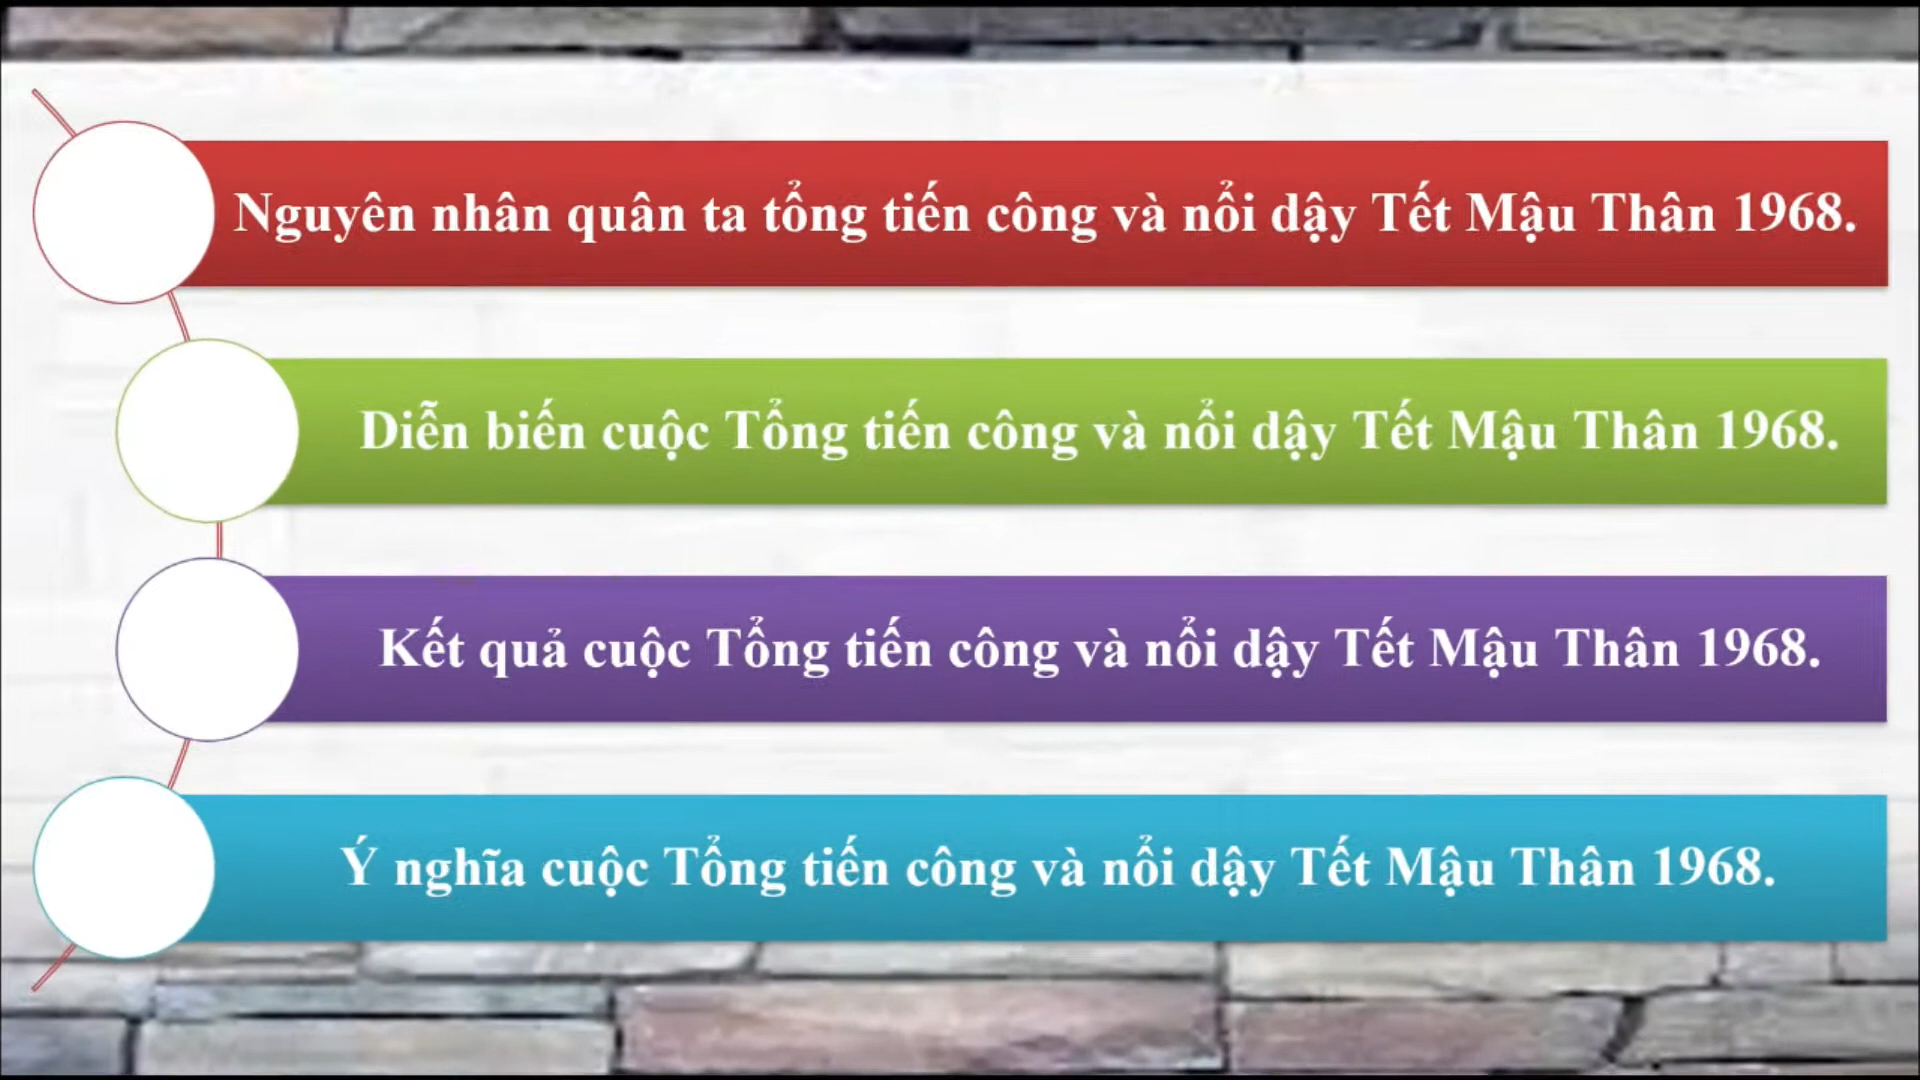 Nguyên nhân quân ta tổng tiến công và nổi dậy Tết Mậu Thân 1968.
Diễn biến cuộc Tổng tiến công và nổi dậy Tết Mậu Thân 1968.
Kết quả cuộc Tổng tiến công và nổi dậy Tết Mậu Thân 1968.
Ý nghĩa cuộc Tổng tiến công và nổi dậy Tết Mậu Thân 1968.